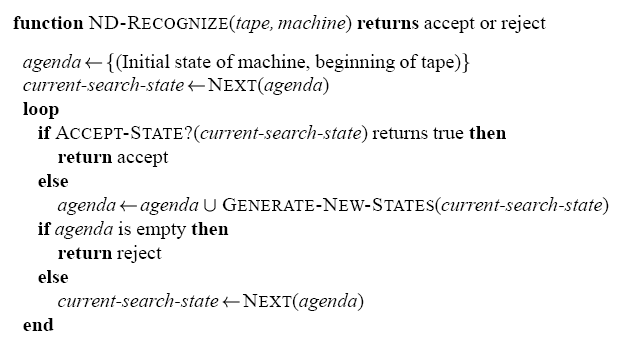 function ND-RECOGNIZE(tape, machine) returns accept or reject
agenda ← {(Initial state of machine, beginning of tape)}
current-search-state ← NEXT(agenda)
loop
if ACCEPT-STATE?(current-search-state) returns true then
return accept
else
agenda ← agenda ∪ GENERATE-NEW-STATES(current-search-state)
if agenda is empty then
return reject
else
current-search-state ← NEXT(agenda)
end